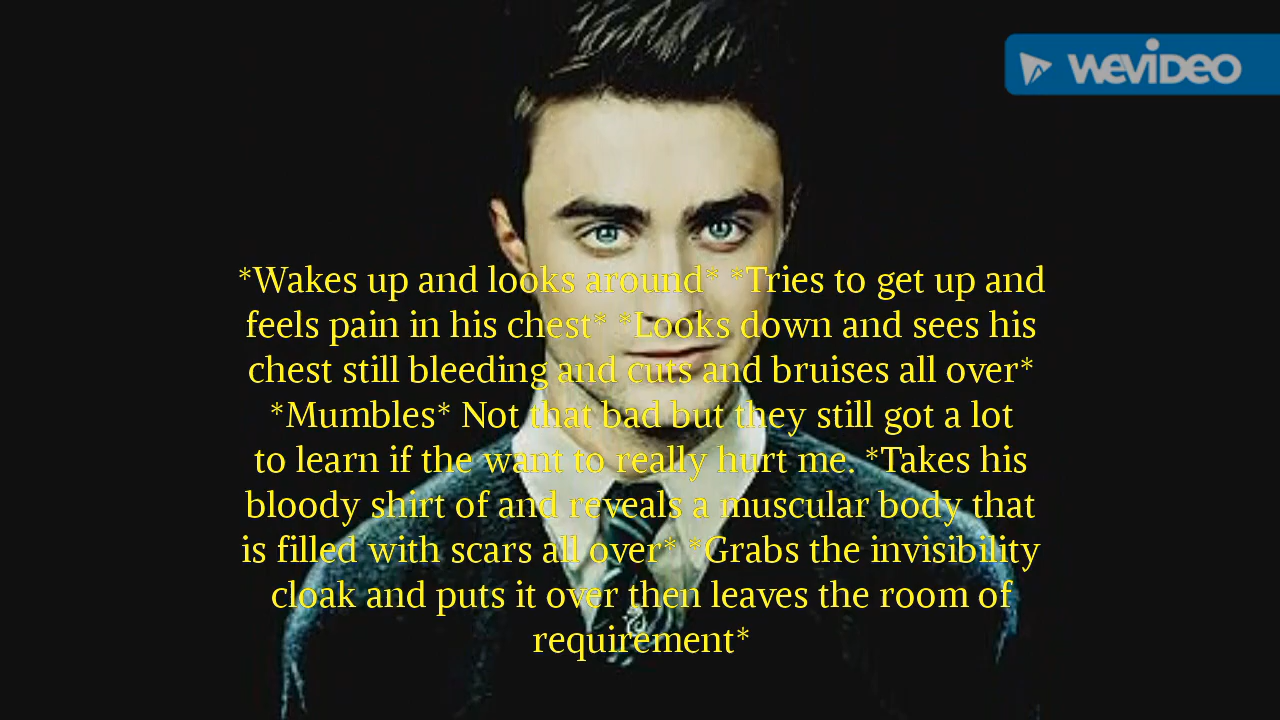 WEVIDEO
*Wakes up and looks around* *Tries to get up and
feels pain in his chest* *Looks down and sees his
chest still bleeding and cuts and bruises all over*
*Mumbles* Not that bad but they still got a lot
to learn if the want to really hurt me. *Takes his
bloody shirt of and reveals a muscular body that
is filled with scars all over* *Grabs the invisibility
cloak and puts it over then leaves the room of
requirement*